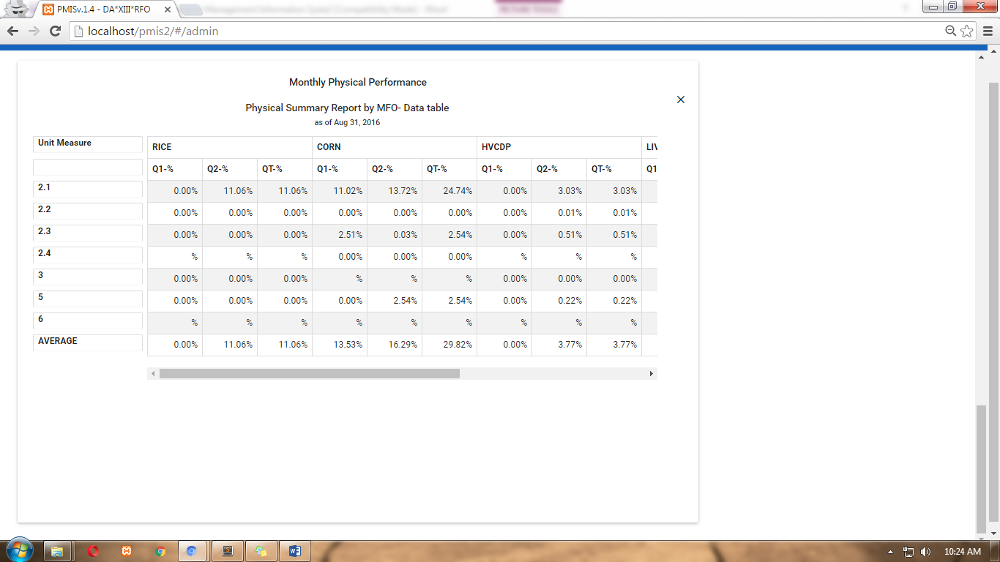 PMISv.1.4 - DA*XIII*RFO
localhost/pmis2/#/admin
Monthly Physical Performance
Physical Summary Report by MFO- Data table
as of Aug 31, 2016
Unit Measure RICE CORN HVCDP LIV
Q1-% Q2-% QT-% Q1-% Q2-% QT-% Q1-% Q2-% QT-% Q1
2.1 0.00% 11.06% 11.06% 11.02% 13.72% 24.74% 0.00% 3.03% 3.03%
2.2 0.00% 0.00% 0.00% 0.00% 0.00% 0.00% 0.00% 0.01% 0.01%
2.3 0.00% 0.00% 0.00% 2.51% 0.03% 2.54% 0.00% 0.51% 0.51%
2.4 % % % 0.00% 0.00% 0.00% % % %
3 0.00% 0.00% 0.00% % % % 0.00% 0.00% 0.00%
5 0.00% 0.00% 0.00% 0.00% 2.54% 2.54% 0.00% 0.22% 0.22%
6 % % % % % % % % %
AVERAGE 0.00% 11.06% 11.06% 13.53% 16.29% 29.82% 0.00% 3.77% 3.77%
10:24 AM